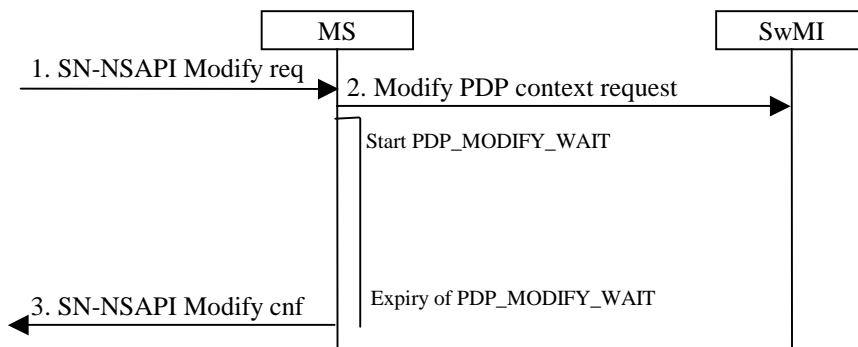 MS
SwMI
1. SN-NSAPI Modify req
2. Modify PDP context request
Start PDP_MODIFY_WAIT
Expiry of PDP_MODIFY_WAIT
3. SN-NSAPI Modify cnf